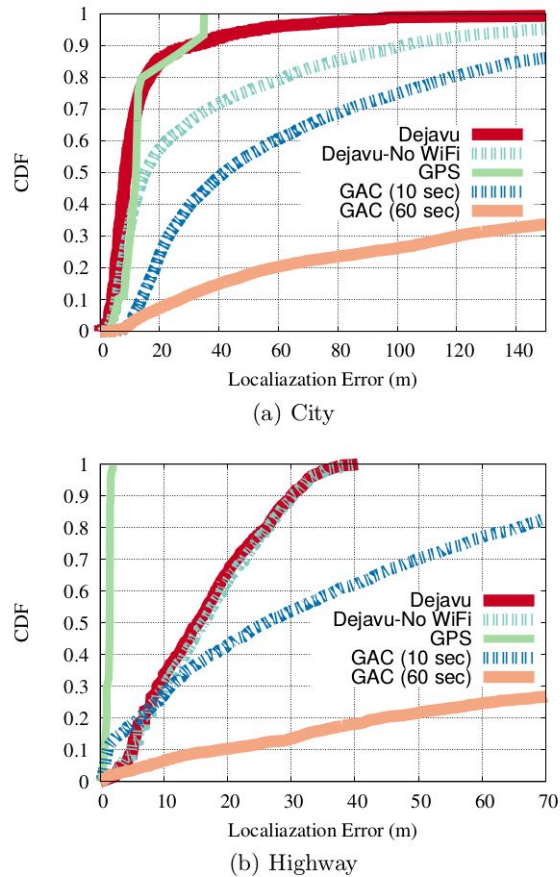 1
0.9
0.8
0.7
0.6
0.5
0.4
0.3
0.2
0.1
0
CDF
Dejavu
Dejavu-No WiFi
GPS
GAC (10 sec)
GAC (60 sec)
0 20 40 60 80 100 120 140
Localiazation Error (m)
(a) City
1
0.9
0.8
0.7
0.6
0.5
0.4
0.3
0.2
0.1
0
CDF
Dejavu
Dejavu-No WiFi
GPS
GAC (10 sec)
GAC (60 sec)
0 10 20 30 40 50 60 70
Localiazation Error (m)
(b) Highway